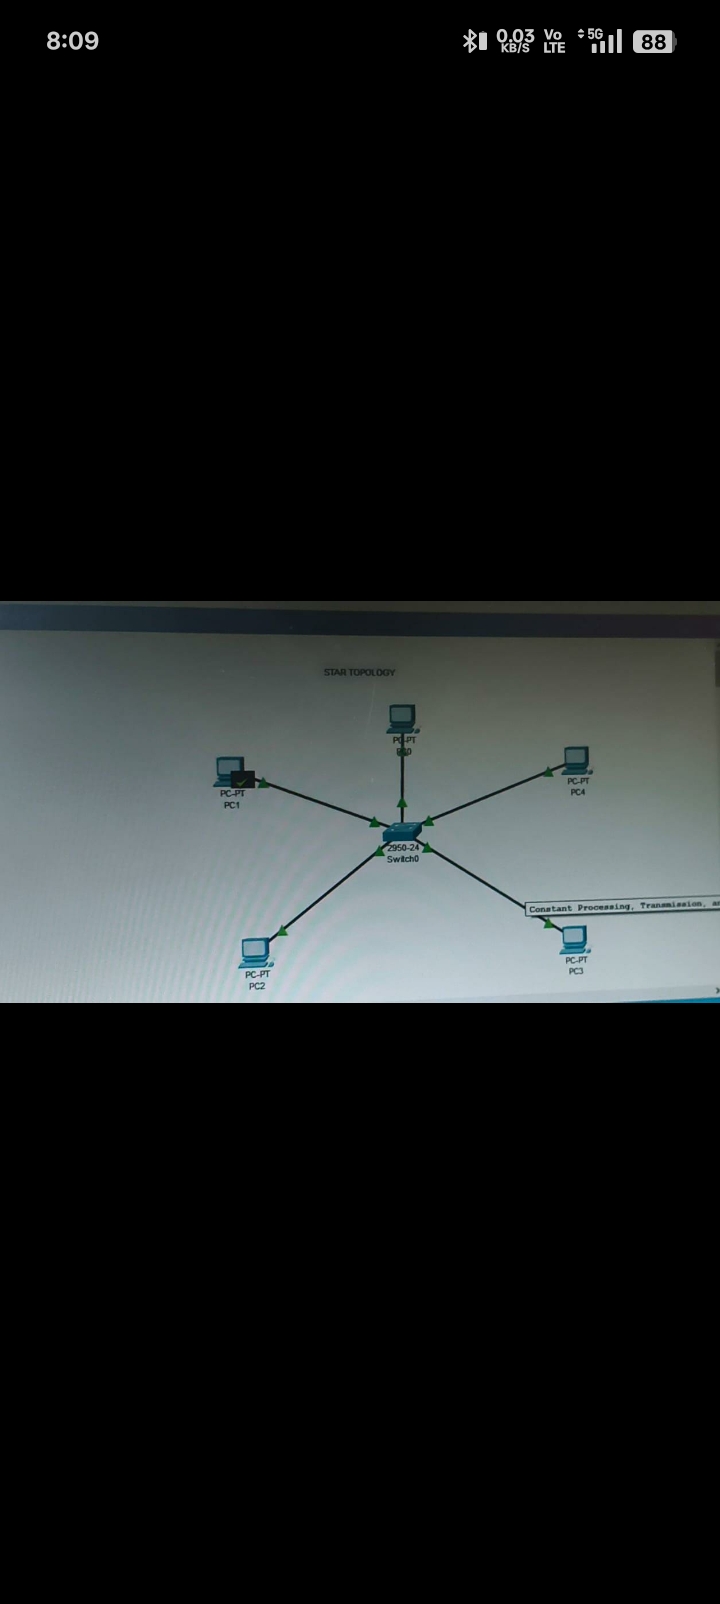 8:09
0.03 KB/S
Vo LTE
5G
88
STAR TOPOLOGY
PC-PT
PC-PT
PC1
PC-PT
PC4
2950-24
Switch0
Constant Processing, Transmission,
PC-PT
PC2
PC-PT
PC3